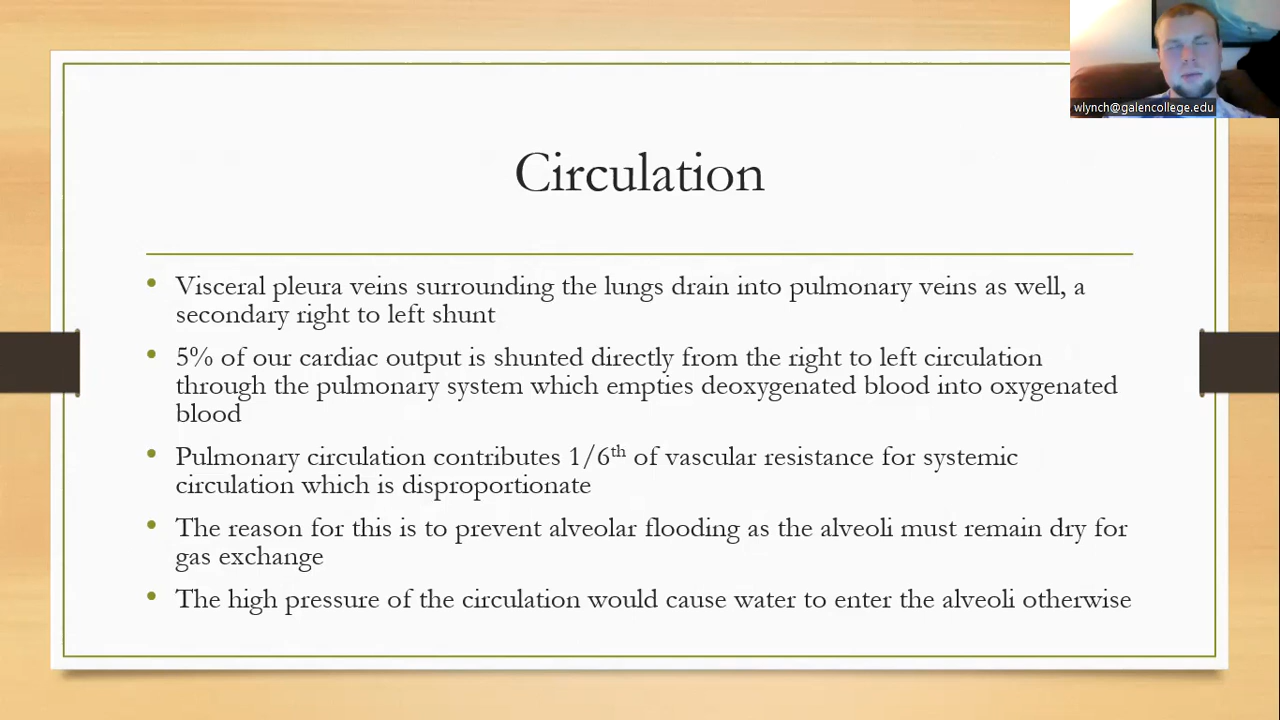 wlynch@galencollege.edu
Circulation
• Visceral pleura veins surrounding the lungs drain into pulmonary veins as well, a
secondary right to left shunt
• 5% of our cardiac output is shunted directly from the right to left circulation
through the pulmonary system which empties deoxygenated blood into oxygenated
blood
• Pulmonary circulation contributes 1/6th of vascular resistance for systemic
circulation which is disproportionate
• The reason for this is to prevent alveolar flooding as the alveoli must remain dry for
gas exchange
• The high pressure of the circulation would cause water to enter the alveoli otherwise